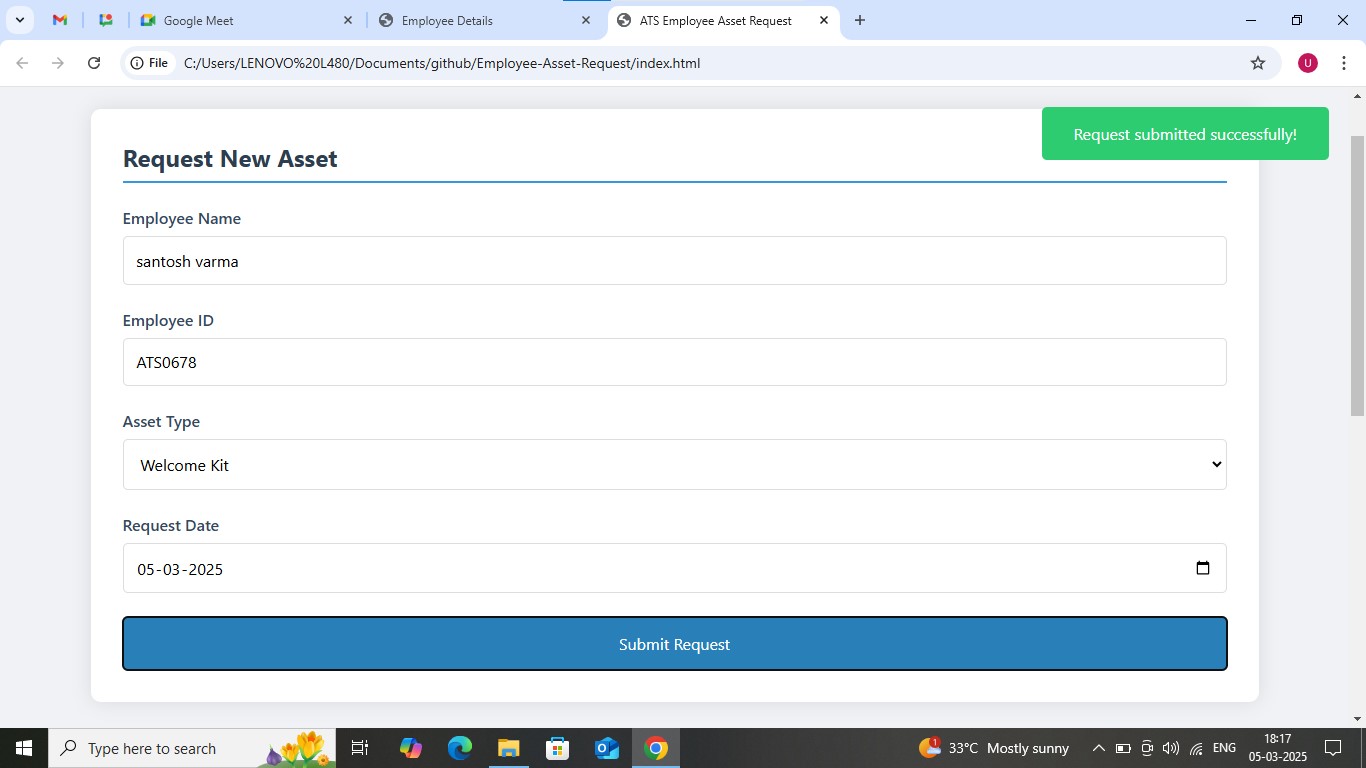 Google Meet
Employee Details
ATS Employee Asset Request
File
C:/Users/LENOVO%20L480/Documents/github/Employee-Asset-Request/index.html
U
Request submitted successfully!
Request New Asset
Employee Name
santosh varma
Employee ID
ATS0678
Asset Type
Welcome Kit
Request Date
05-03-2025
Submit Request
Type here to search
1
33°C Mostly sunny
ENG
18:17
05-03-2025